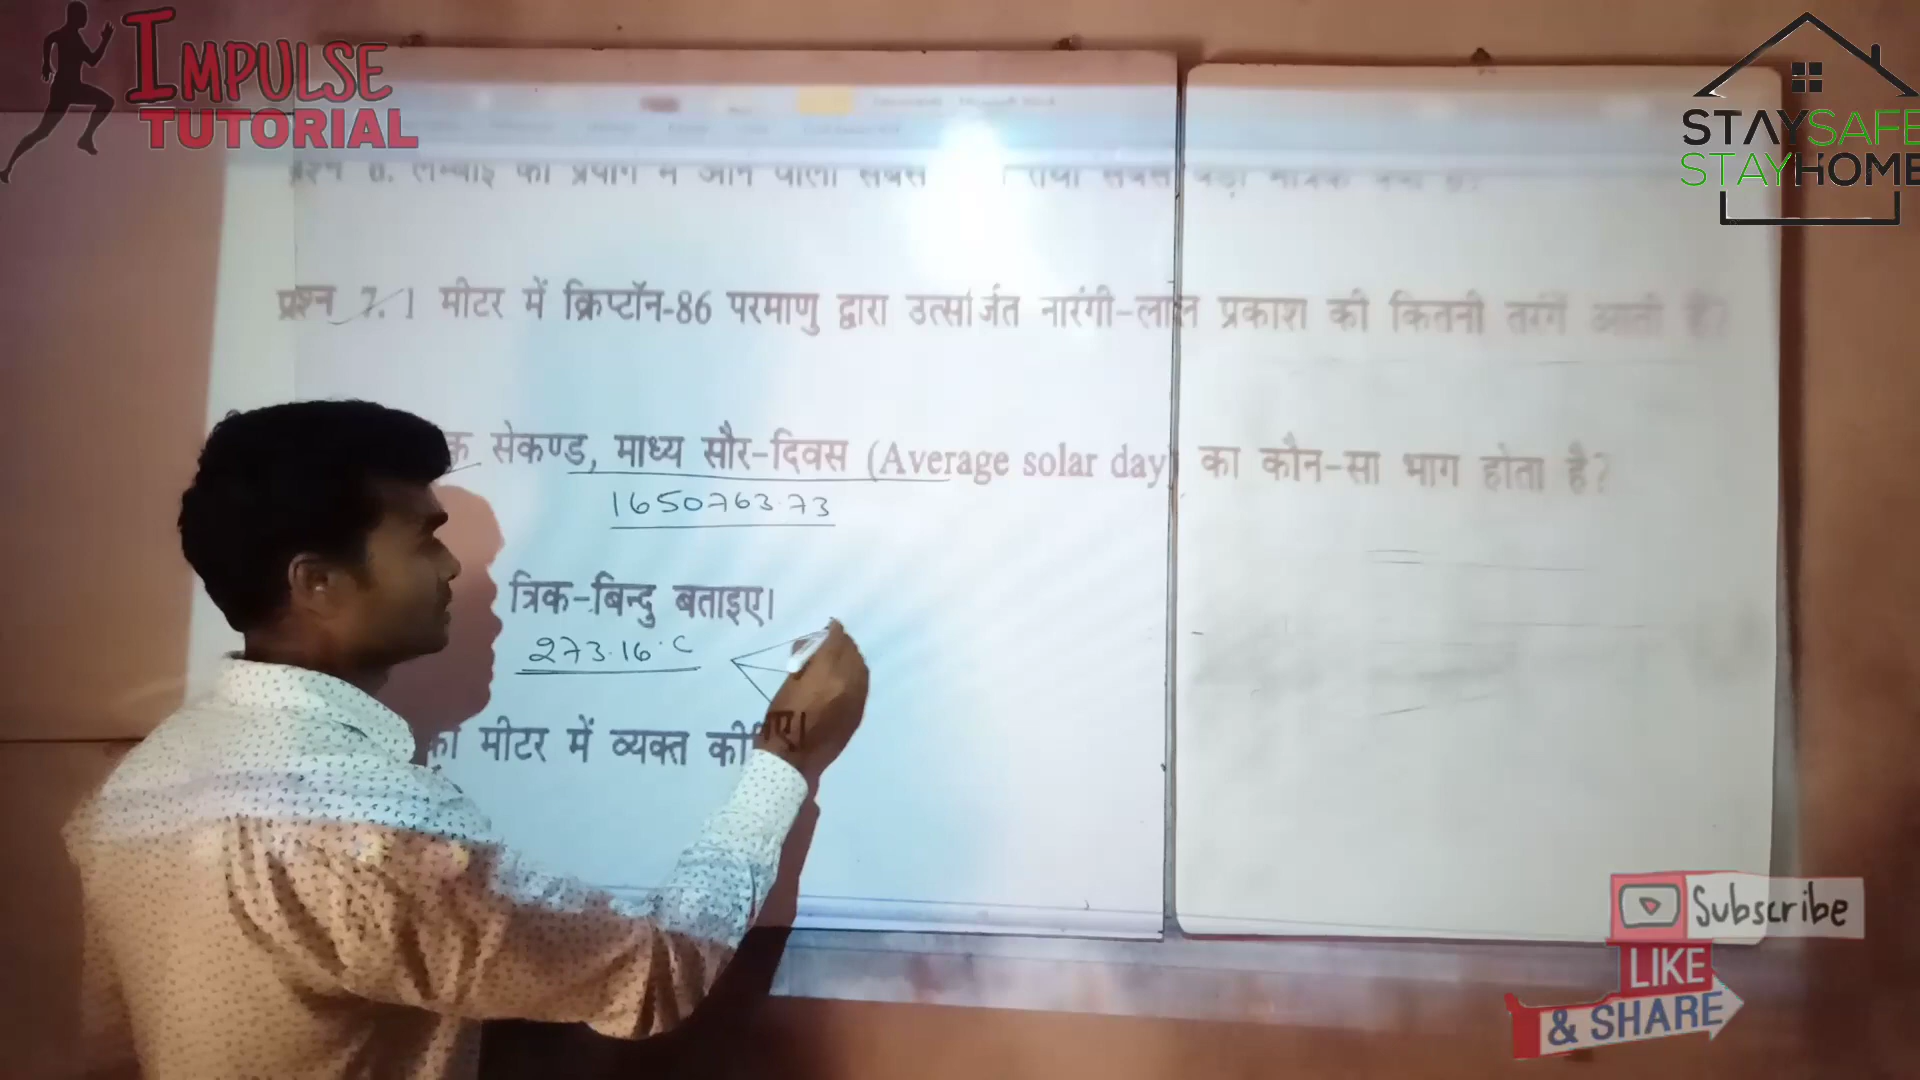 IMPULSE
TUTORIAL
STAYSAFE
STAYHOME
प्रश्न 7. 1 मीटर में क्रिप्टॉन-86 परमाणु द्वारा उत्सर्जित नारंगी-लाल प्रकाश की कितनी तरंगें आती हैं?
सेकण्ड, माध्य सौर-दिवस (Average solar day) का कौन-सा भाग होता है?
1650763.73
त्रिक-बिन्दु बताइए।
273.16°C
को मीटर में व्यक्त कीजिए।
Subscribe
LIKE
& SHARE